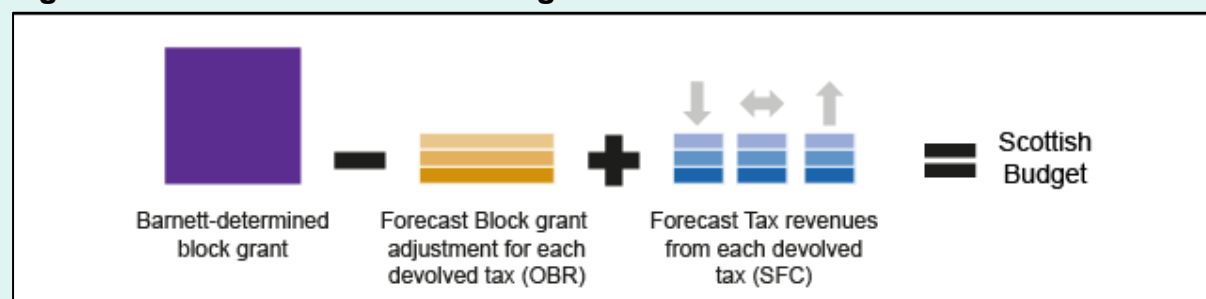 Scottish
Budget
Barnett-determined
block grant
Forecast Block grant
adjustment for each
devolved tax (OBR)
Forecast Tax revenues
from each devolved
tax (SFC)